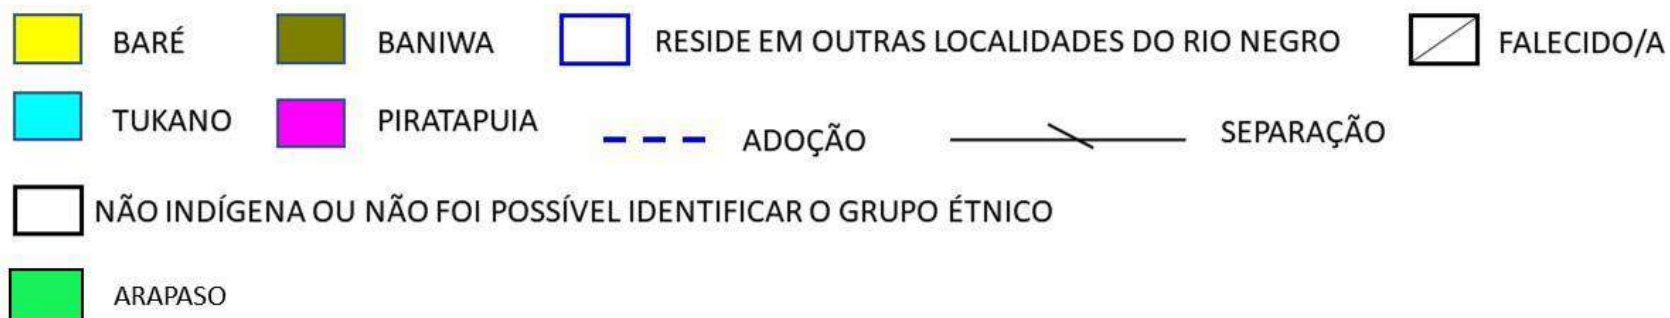 BARÉ BANIWA RESIDE EM OUTRAS LOCALIDADES DO RIO NEGRO FALECIDO/A
TUKANO PIRATAPUIA ADOÇÃO SEPARAÇÃO
NÃO INDÍGENA OU NÃO FOI POSSÍVEL IDENTIFICAR O GRUPO ÉTNICO
ARAPASO